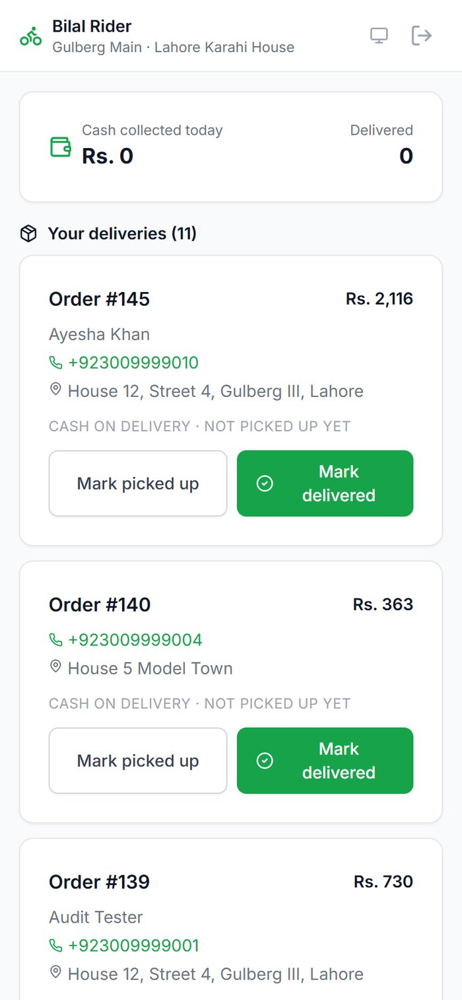 Bilal Rider
Gulberg Main · Lahore Karahi House
Cash collected today
Rs. 0
Delivered
0
Your deliveries (11)
Order #145
Rs. 2,116
Ayesha Khan
+923009999010
House 12, Street 4, Gulberg III, Lahore
CASH ON DELIVERY · NOT PICKED UP YET
Mark picked up
Mark
delivered
Order #140
Rs. 363
+923009999004
House 5 Model Town
CASH ON DELIVERY · NOT PICKED UP YET
Mark picked up
Mark
delivered
Order #139
Rs. 730
Audit Tester
+923009999001
House 12, Street 4, Gulberg III, Lahore